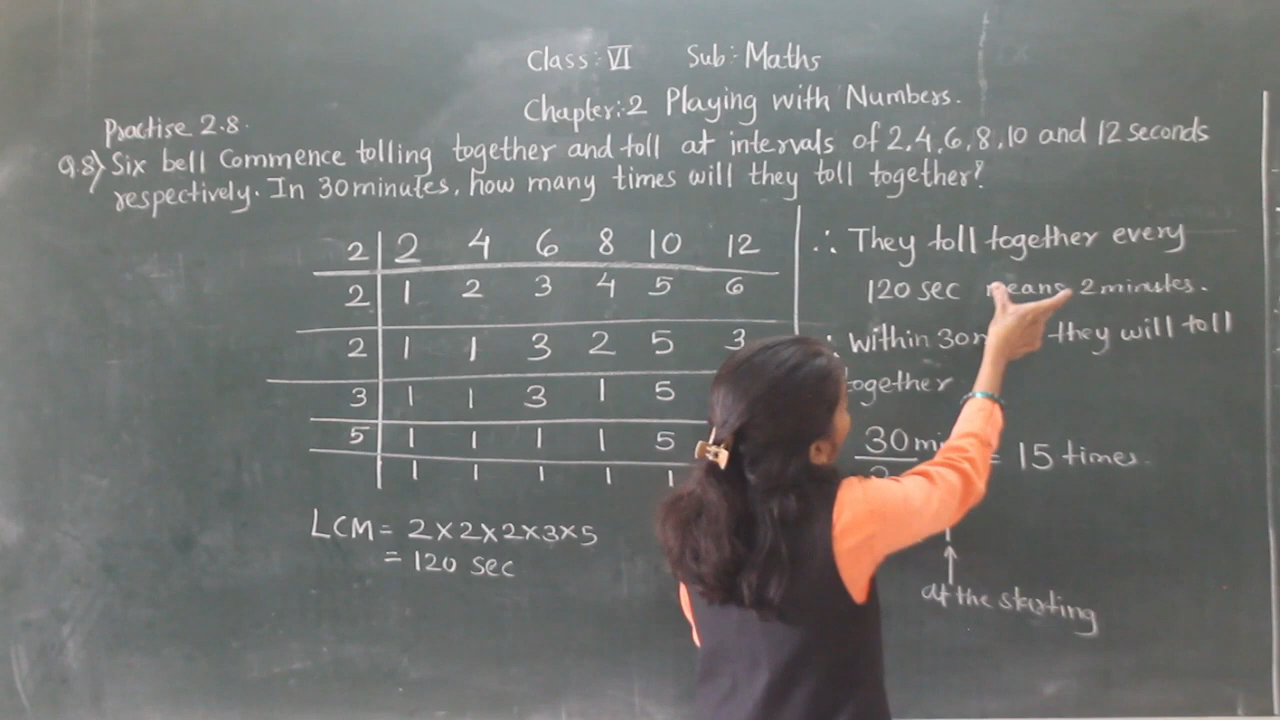 Class: VI Sub: Maths
Chapter: 2 Playing with Numbers.
Practise 2.8.
Q.8) Six bell Commence tolling together and toll at intervals of 2,4,6,8,10 and 12 seconds
respectively. In 30 minutes, how many times will they toll together?
2 | 2 4 6 8 10 12
2 | 1 2 3 4 5 6
2 | 1 1 3 2 5 3
3 | 1 1 3 1 5
5 | 1 1 1 1 5
1 1 1 1 1
LCM = 2×2×2×3×5
= 120 sec
∴ They toll together every
120 sec means 2 minutes.
within 30 they will toll
together
30 = 15 times.
at the starting